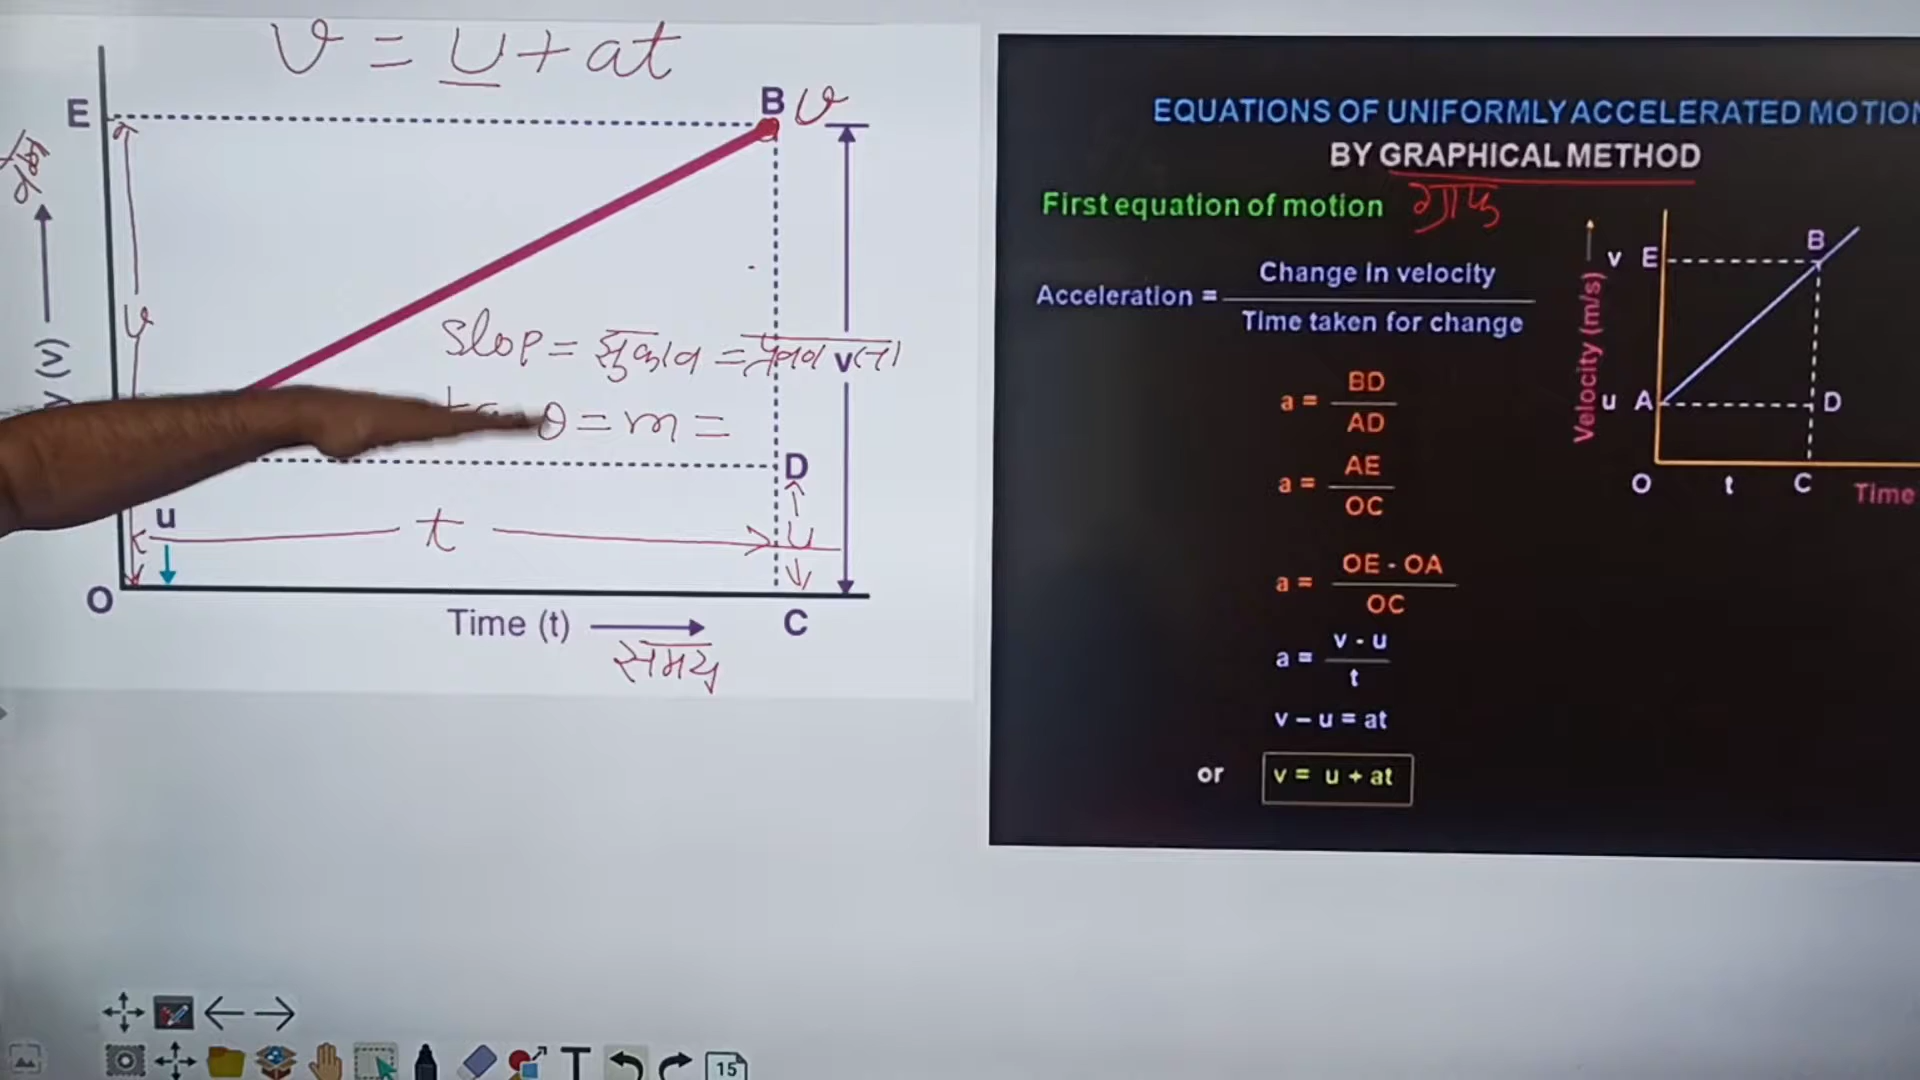 v = u + at
E
B v
वेग
y (v)
v
slop = झुकाव = प्रवणता
v
θ = m =
D
u
t
u
O
Time (t)
C
समय
EQUATIONS OF UNIFORMLY ACCELERATED MOTION
BY GRAPHICAL METHOD
First equation of motion ग्राफ
Acceleration = Change in velocity
Time taken for change
a = BD
AD
a = AE
OC
a = OE - OA
OC
a = v - u
t
v – u = at
or v = u + at
Velocity (m/s)
v E B
u A D
O t C Time
15
T